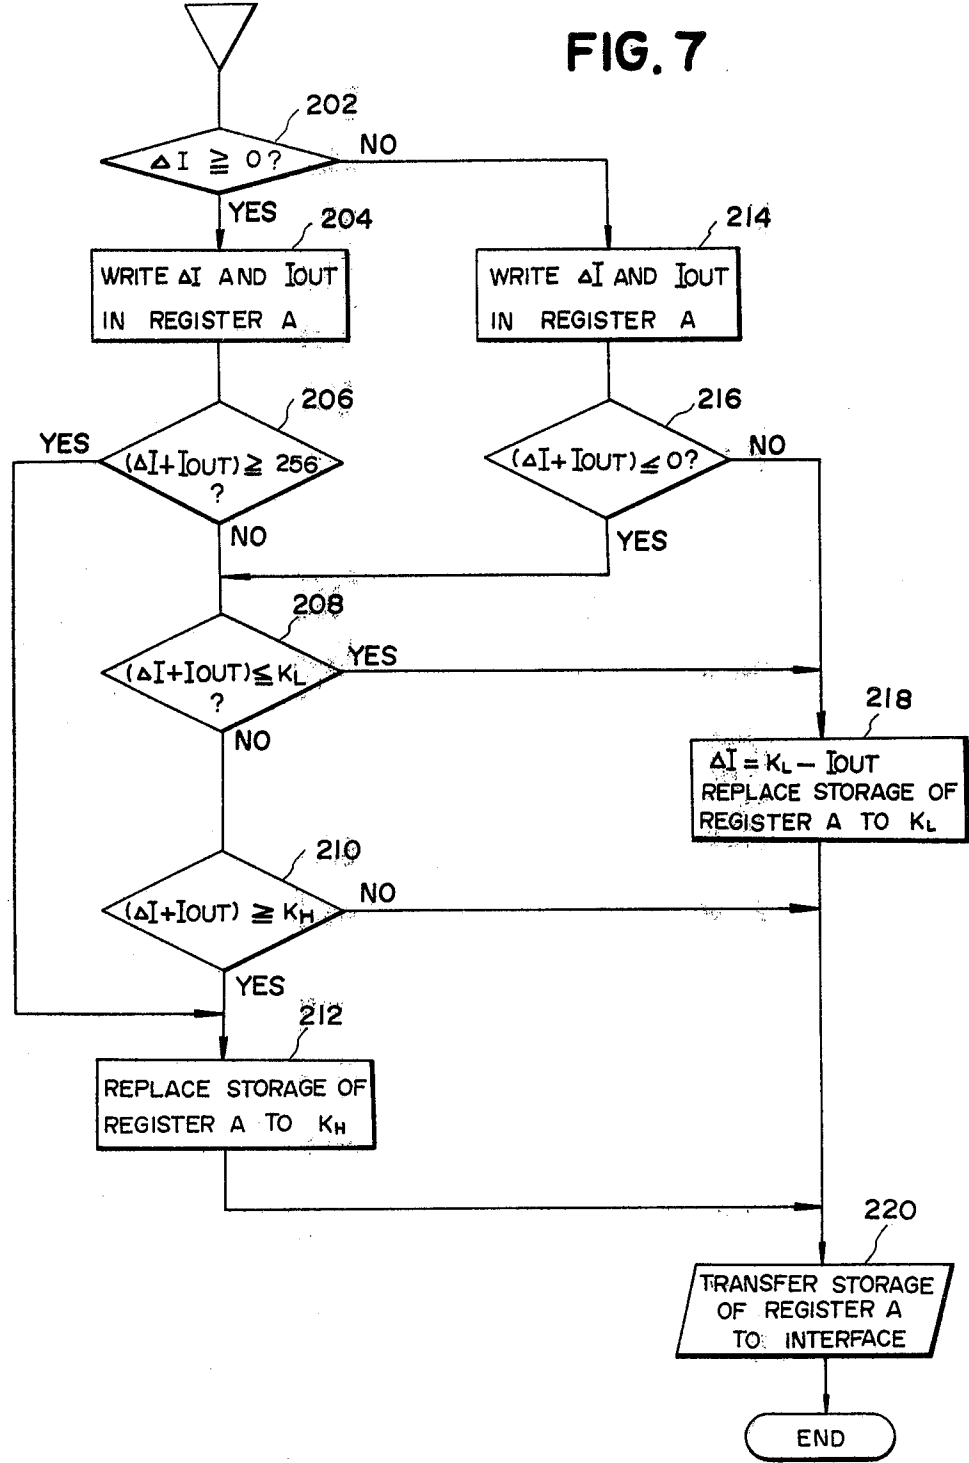 FIG. 7
202
ΔI ≧ 0?
NO
YES
204
WRITE ΔI AND IOUT
IN REGISTER A
214
WRITE ΔI AND IOUT
IN REGISTER A
206
YES
(ΔI+IOUT) ≧ 256
?
NO
216
(ΔI+IOUT) ≦ 0?
NO
YES
208
(ΔI+IOUT) ≦ KL
?
YES
NO
218
ΔI = KL – IOUT
REPLACE STORAGE OF
REGISTER A TO KL
210
(ΔI+IOUT) ≧ KH
NO
YES
212
REPLACE STORAGE OF
REGISTER A TO KH
220
TRANSFER STORAGE
OF REGISTER A
TO INTERFACE
END